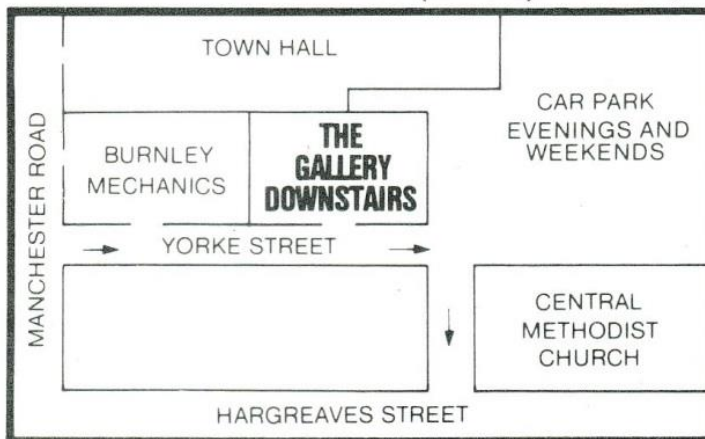 TOWN HALL
CAR PARK
EVENINGS AND
WEEKENDS
MANCHESTER ROAD
BURNLEY
MECHANICS
THE
GALLERY
DOWNSTAIRS
YORKE STREET
CENTRAL
METHODIST
CHURCH
HARGREAVES STREET